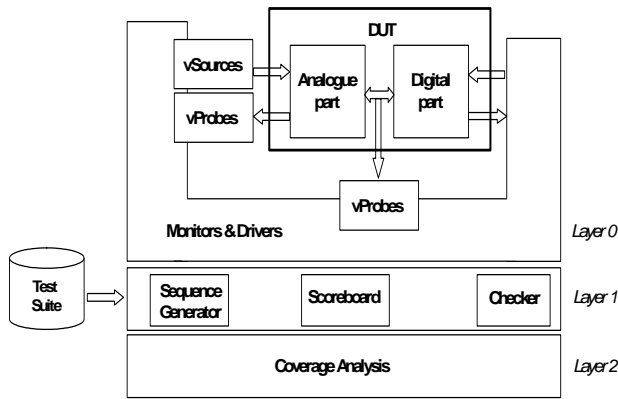 DUT
vSources
Analogue
part
Digital
part
vProbes
vProbes
Monitors & Drivers
Layer 0
Test
Suite
Sequence
Generator
Scoreboard
Checker
Layer 1
Coverage Analysis
Layer 2